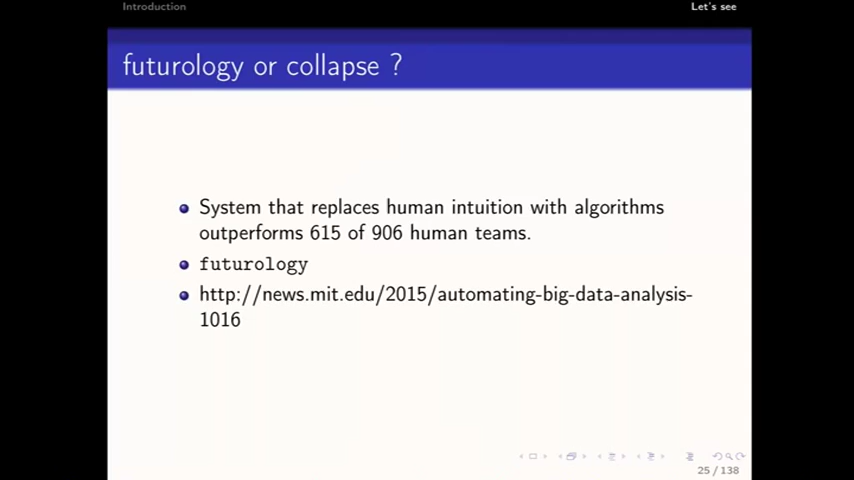 Introduction
Let's see
futurology or collapse ?
System that replaces human intuition with algorithms
outperforms 615 of 906 human teams.
futurology
http://news.mit.edu/2015/automating-big-data-analysis-
1016
25 / 138